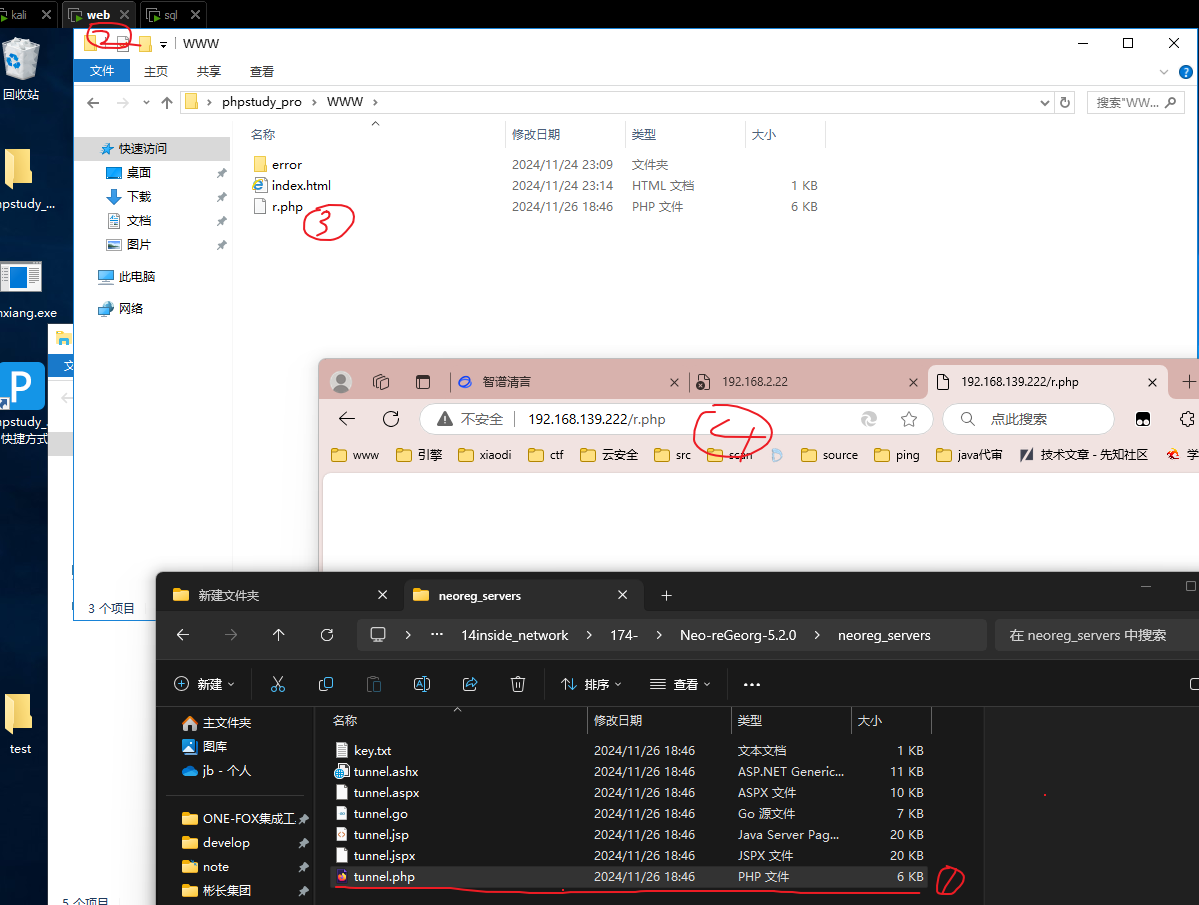 kali
web
sql
2
WWW
文件
主页
共享
查看
phpstudy_pro
WWW
搜索"WW...
回收站
名称
修改日期
类型
大小
快速访问
桌面
下载
文档
图片
此电脑
网络
error
2024/11/24 23:09
文件夹
index.html
2024/11/24 23:14
HTML 文档
1 KB
r.php
2024/11/26 18:46
PHP 文件
6 KB
3
npstudy_...
nxiang.exe
文
P
npstudy_
快捷方式
智谱清言
192.168.2.22
192.168.139.222/r.php
不安全
192.168.139.222/r.php
4
点此搜索
www
引擎
xiaodi
ctf
云安全
src
scan
source
ping
java代审
技术文章 - 先知社区
学
3 个项目
新建文件夹
neoreg_servers
14inside_network
174-
Neo-reGeorg-5.2.0
neoreg_servers
在 neoreg_servers 中搜索
新建
排序
查看
主文件夹
图库
jb - 个人
ONE-FOX集成工
develop
note
彬长集团
名称
修改日期
类型
大小
key.txt
2024/11/26 18:46
文本文档
1 KB
tunnel.ashx
2024/11/26 18:46
ASP.NET Generic...
11 KB
tunnel.aspx
2024/11/26 18:46
ASPX 文件
10 KB
tunnel.go
2024/11/26 18:46
Go 源文件
7 KB
tunnel.jsp
2024/11/26 18:46
Java Server Pag...
20 KB
tunnel.jspx
2024/11/26 18:46
JSPX 文件
20 KB
tunnel.php
2024/11/26 18:46
PHP 文件
6 KB
1
test
5 个项目